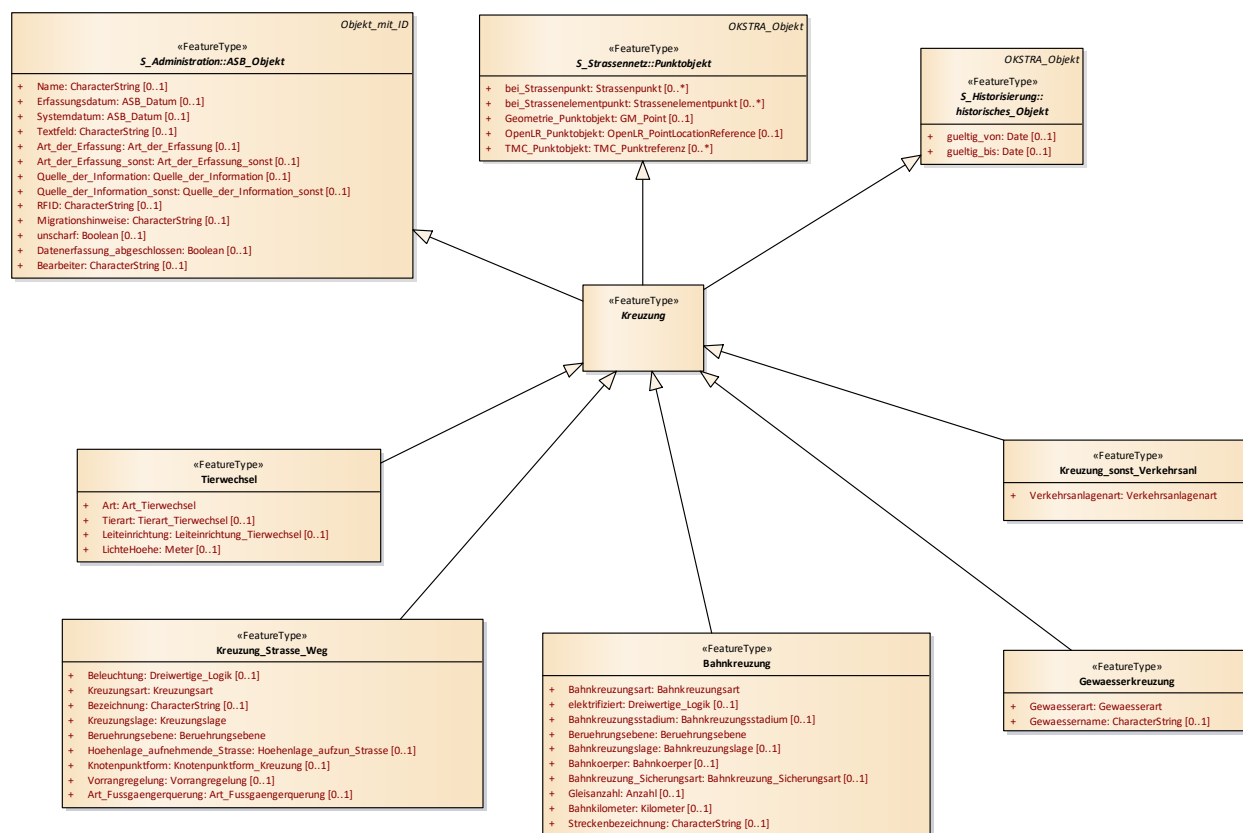 Objekt_mit_ID
«FeatureType»
S_Administration::ASB_Objekt
+ Name: CharacterString [0..1]
+ Erfassungsdatum: ASB_Datum [0..1]
+ Systemdatum: ASB_Datum [0..1]
+ Textfeld: CharacterString [0..1]
+ Art_der_Erfassung: Art_der_Erfassung [0..1]
+ Art_der_Erfassung_sonst: Art_der_Erfassung_sonst [0..1]
+ Quelle_der_Information: Quelle_der_Information [0..1]
+ Quelle_der_Information_sonst: Quelle_der_Information_sonst [0..1]
+ RFID: CharacterString [0..1]
+ Migrationshinweise: CharacterString [0..1]
+ unscharf: Boolean [0..1]
+ Datenerfassung_abgeschlossen: Boolean [0..1]
+ Bearbeiter: CharacterString [0..1]
OKSTRA_Objekt
«FeatureType»
S_Strassennetz::Punktobjekt
+ bei_Strassenpunkt: Strassenpunkt [0..*]
+ bei_Strassenelementpunkt: Strassenelementpunkt [0..*]
+ Geometrie_Punktobjekt: GM_Point [0..1]
+ OpenLR_Punktobjekt: OpenLR_PointLocationReference [0..1]
+ TMC_Punktobjekt: TMC_Punktreferenz [0..*]
OKSTRA_Objekt
«FeatureType»
S_Historisierung::
historisches_Objekt
+ gueltig_von: Date [0..1]
+ gueltig_bis: Date [0..1]
«FeatureType»
Kreuzung
«FeatureType»
Tierwechsel
+ Art: Art_Tierwechsel
+ Tierart: Tierart_Tierwechsel [0..1]
+ Leiteinrichtung: Leiteinrichtung_Tierwechsel [0..1]
+ LichteHoehe: Meter [0..1]
«FeatureType»
Kreuzung_sonst_Verkehrsanl
+ Verkehrsanlagenart: Verkehrsanlagenart
«FeatureType»
Kreuzung_Strasse_Weg
+ Beleuchtung: Dreiwertige_Logik [0..1]
+ Kreuzungsart: Kreuzungsart
+ Bezeichnung: CharacterString [0..1]
+ Kreuzungslage: Kreuzungslage
+ Beruehrungsebene: Beruehrungsebene
+ Hoehenlage_aufnehmende_Strasse: Hoehenlage_aufzun_Strasse [0..1]
+ Knotenpunktform: Knotenpunktform_Kreuzung [0..1]
+ Vorrangregelung: Vorrangregelung [0..1]
+ Art_Fussgaengerquerung: Art_Fussgaengerquerung [0..1]
«FeatureType»
Bahnkreuzung
+ Bahnkreuzungsart: Bahnkreuzungsart
+ elektrifiziert: Dreiwertige_Logik [0..1]
+ Bahnkreuzungsstadium: Bahnkreuzungsstadium [0..1]
+ Beruehrungsebene: Beruehrungsebene
+ Bahnkreuzungslage: Bahnkreuzungslage [0..1]
+ Bahnkoerper: Bahnkoerper [0..1]
+ Bahnkreuzung_Sicherungsart: Bahnkreuzung_Sicherungsart [0..1]
+ Gleisanzahl: Anzahl [0..1]
+ Bahnkilometer: Kilometer [0..1]
+ Streckenbezeichnung: CharacterString [0..1]
«FeatureType»
Gewaesserkreuzung
+ Gewaesserart: Gewaesserart
+ Gewaessername: CharacterString [0..1]